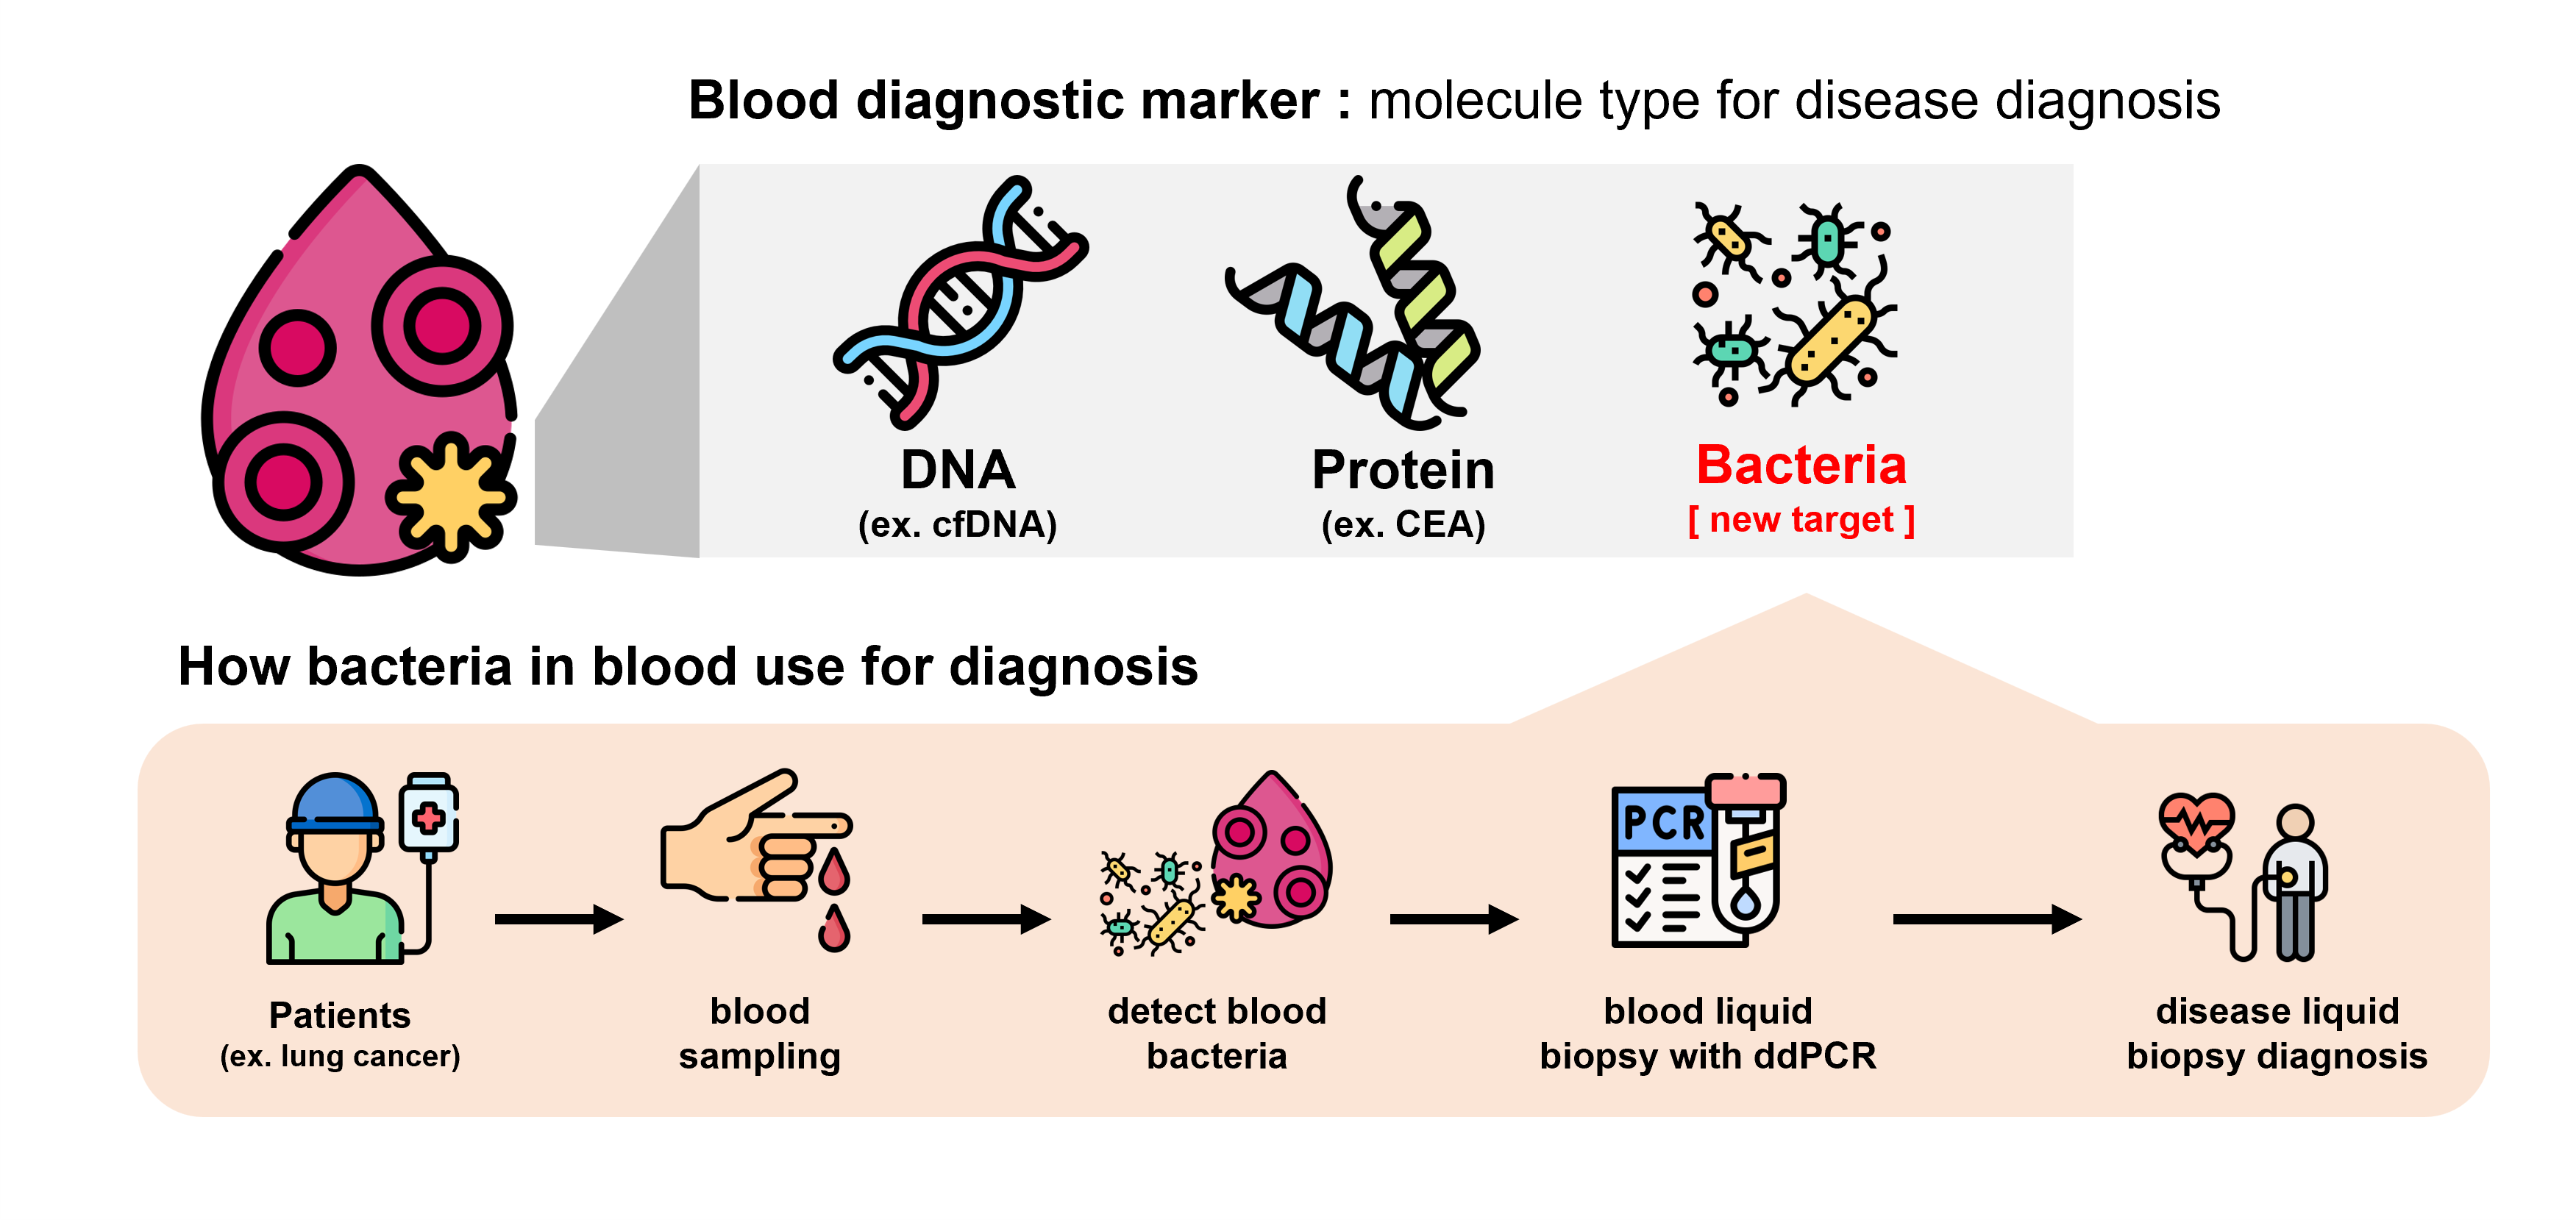 Blood diagnostic marker : molecule type for disease diagnosis
DNA
(ex. cfDNA)
Protein
(ex. CEA)
Bacteria
[ new target ]
How bacteria in blood use for diagnosis
Patients
(ex. lung cancer)
blood
sampling
detect blood
bacteria
PCR
blood liquid
biopsy with ddPCR
disease liquid
biopsy diagnosis